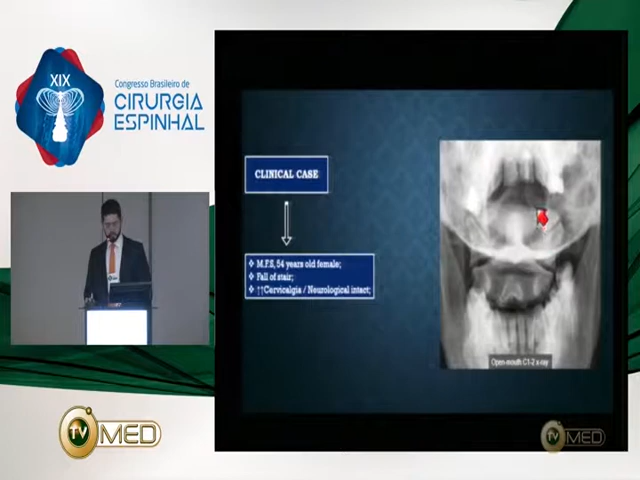 XIX
Congresso Brasileiro de
CIRURGIA
ESPINHAL
CLINICAL CASE
❖ M.F.S, 54 years old female;
❖ Fall of stair;
❖ ↑↑Cervicalgia / Neurological intact;
Open-mouth C1-2 x-ray
TV MED
TV MED